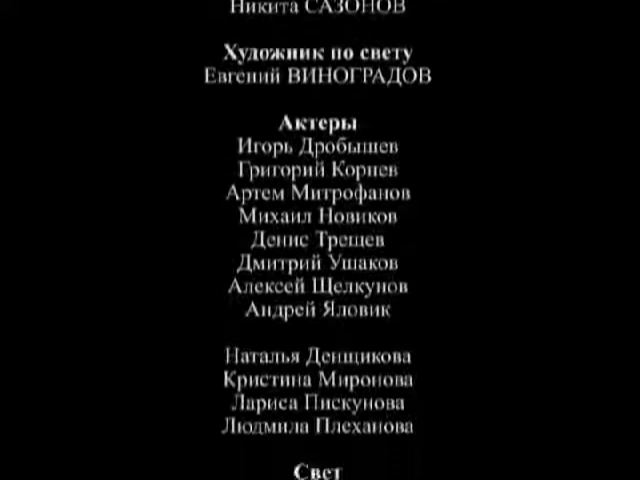 Никита САЗОНОВ
Художник по свету
Евгений ВИНОГРАДОВ
Актеры
Игорь Дробышев
Григорий Корнев
Артем Митрофанов
Михаил Новиков
Денис Трещев
Дмитрий Ушаков
Алексей Щелкунов
Андрей Яловик
Наталья Денщикова
Кристина Миронова
Лариса Пискунова
Людмила Плеханова
Свет